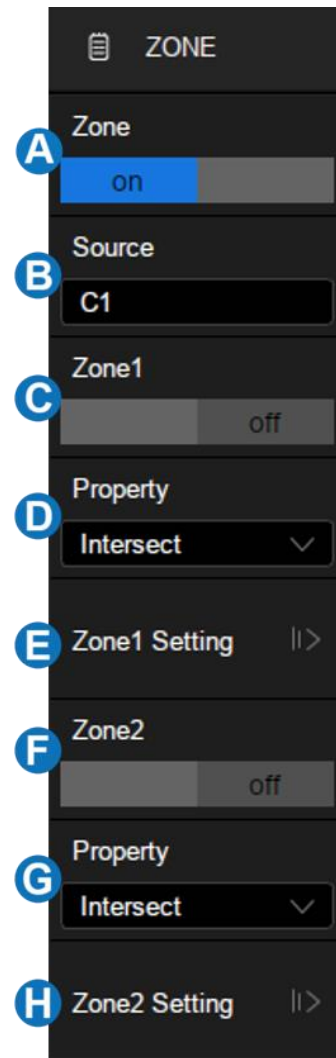 ZONE
A
Zone
on
B
Source
C1
C
Zone1
off
D
Property
Intersect
E
Zone1 Setting
F
Zone2
off
G
Property
Intersect
H
Zone2 Setting